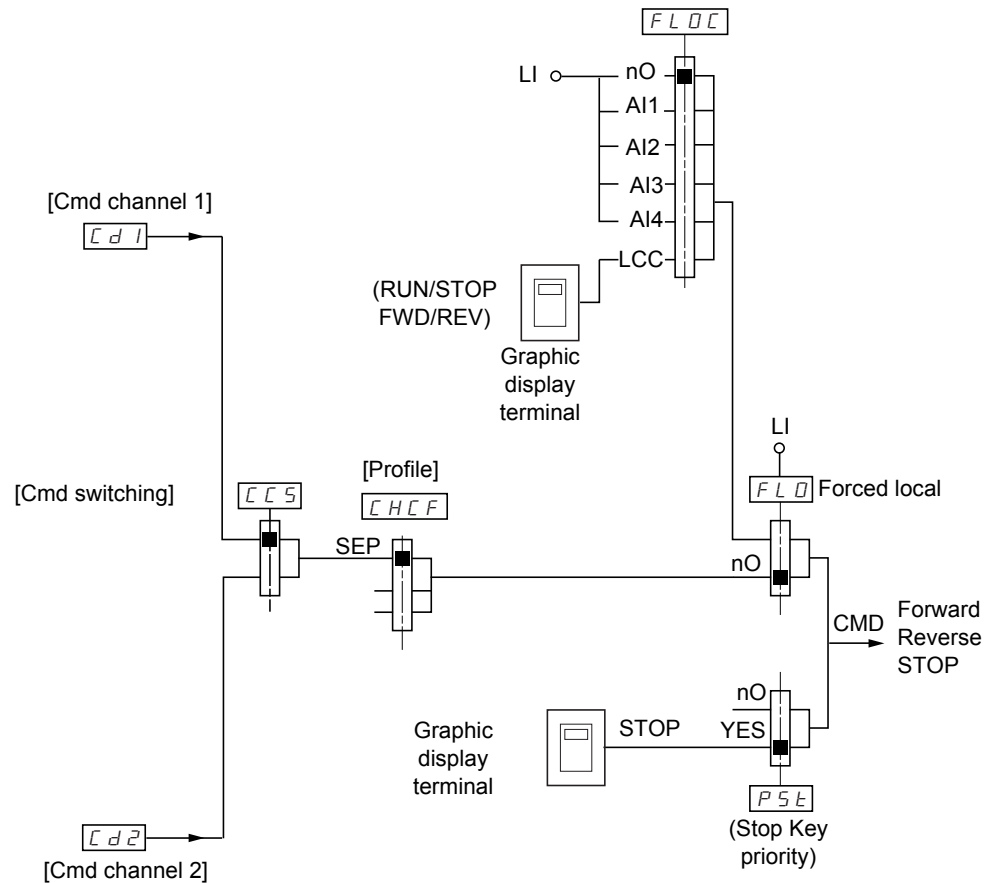 FLOC
LI
nO
AI1
AI2
AI3
AI4
LCC
[Cmd channel 1]
Cd1
(RUN/STOP
FWD/REV)
Graphic
display
terminal
LI
[Profile]
[Cmd switching]
CCS
CHCF
FLO
Forced local
SEP
nO
CMD
Forward
Reverse
STOP
nO
Graphic
display
terminal
STOP
YES
PSt
(Stop Key
priority)
Cd2
[Cmd channel 2]